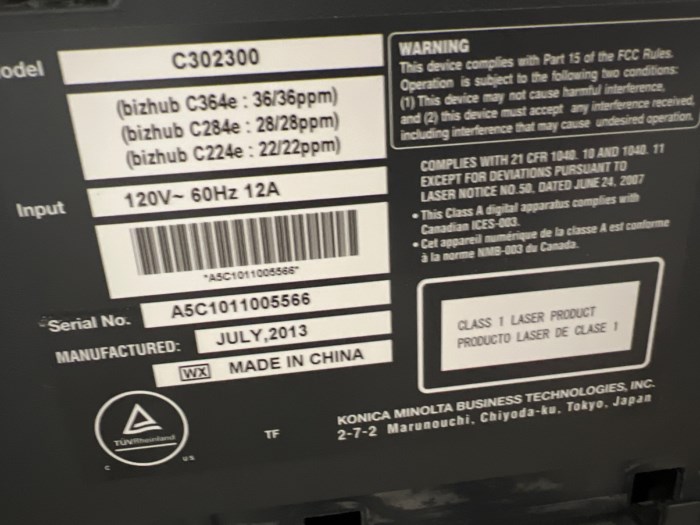 odel
C302300
(bizhub C364e : 36/36ppm)
(bizhub C284e : 28/28ppm)
(bizhub C224e : 22/22ppm)
Input
120V~ 60Hz 12A
*A5C1011005566*
Serial No.
A5C1011005566
MANUFACTURED:
JULY,2013
WX MADE IN CHINA
TÜVRheinland
C US
TF
WARNING
This device complies with Part 15 of the FCC Rules.
Operation is subject to the following two conditions:
(1) This device may not cause harmful interference,
and (2) this device must accept any interference received
including interference that may cause undesired operation.
COMPLIES WITH 21 CFR 1040. 10 AND 1040. 11
EXCEPT FOR DEVIATIONS PURSUANT TO
LASER NOTICE NO.50. DATED JUNE 24, 2007
• This Class A digital apparatus complies with
Canadian ICES-003.
• Cet appareil numérique de la classe A est conforme
à la norme NMB-003 du Canada.
CLASS 1 LASER PRODUCT
PRODUCTO LASER DE CLASE 1
KONICA MINOLTA BUSINESS TECHNOLOGIES, INC.
2-7-2 Marunouchi, Chiyoda-ku, Tokyo, Japan